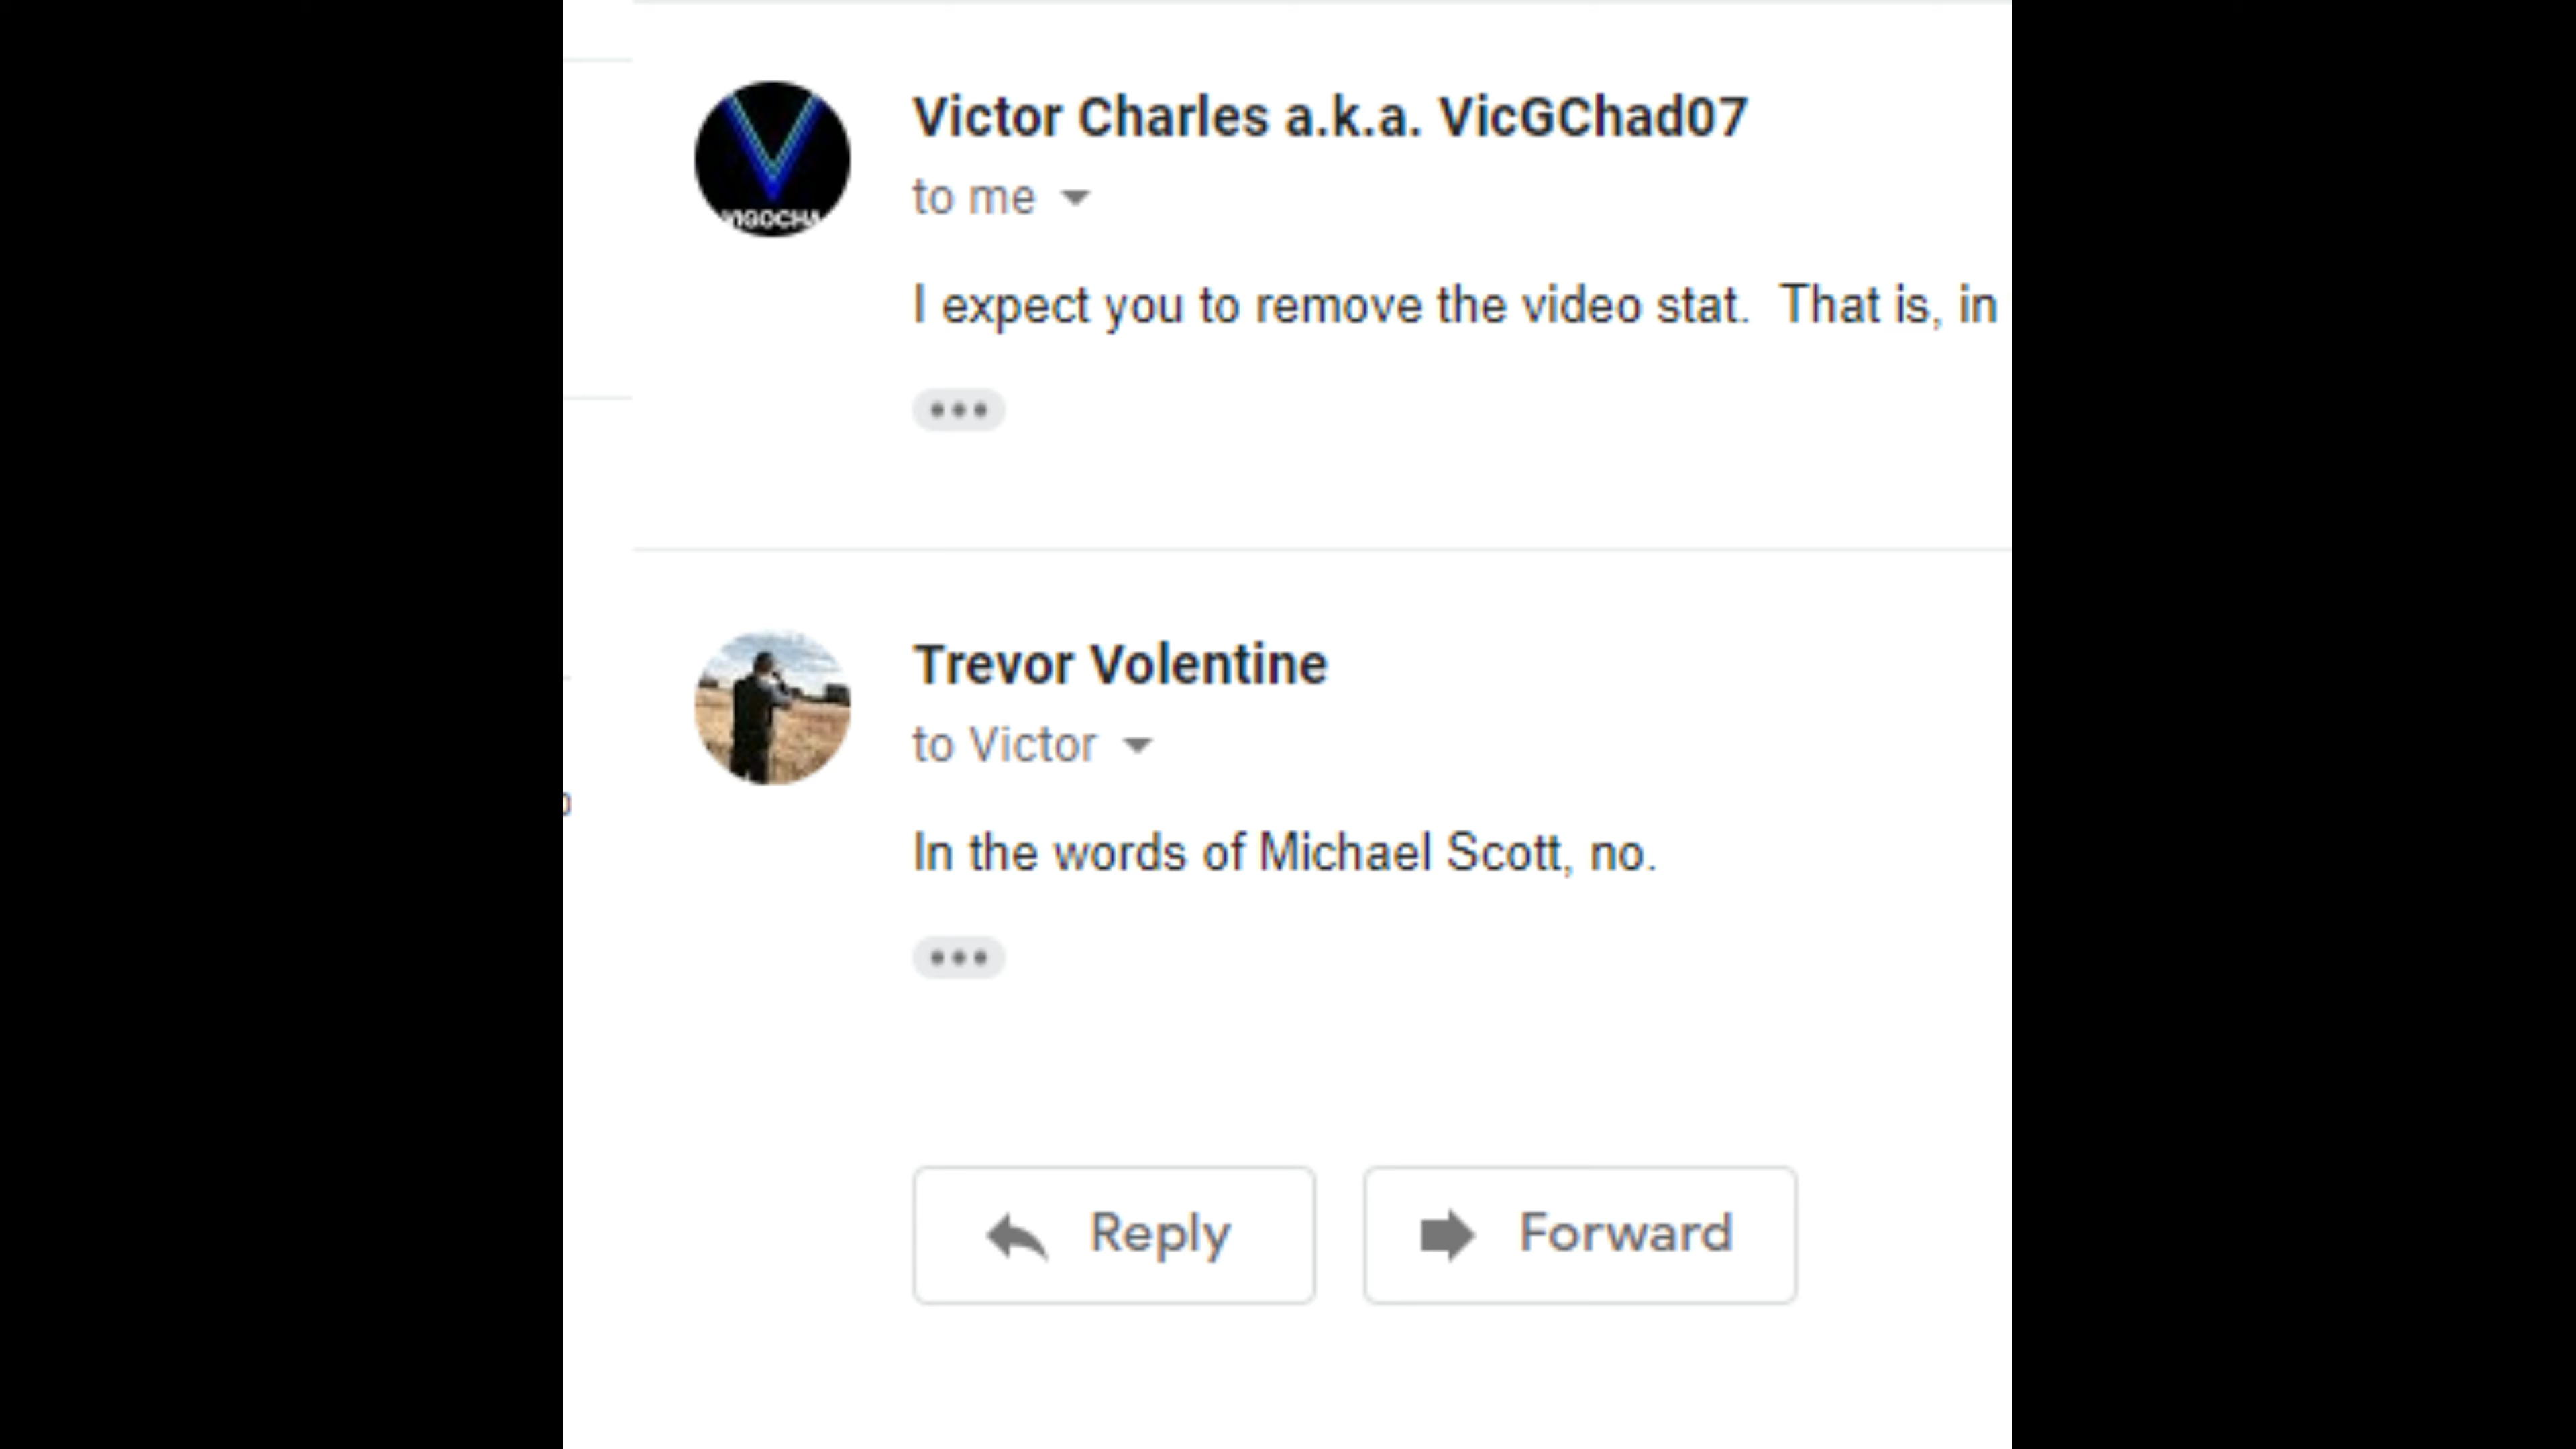 Victor Charles a.k.a. VicGChad07
to me
VIGOCHA
I expect you to remove the video stat.  That is, in
Trevor Volentine
to Victor
In the words of Michael Scott, no.
Reply
Forward